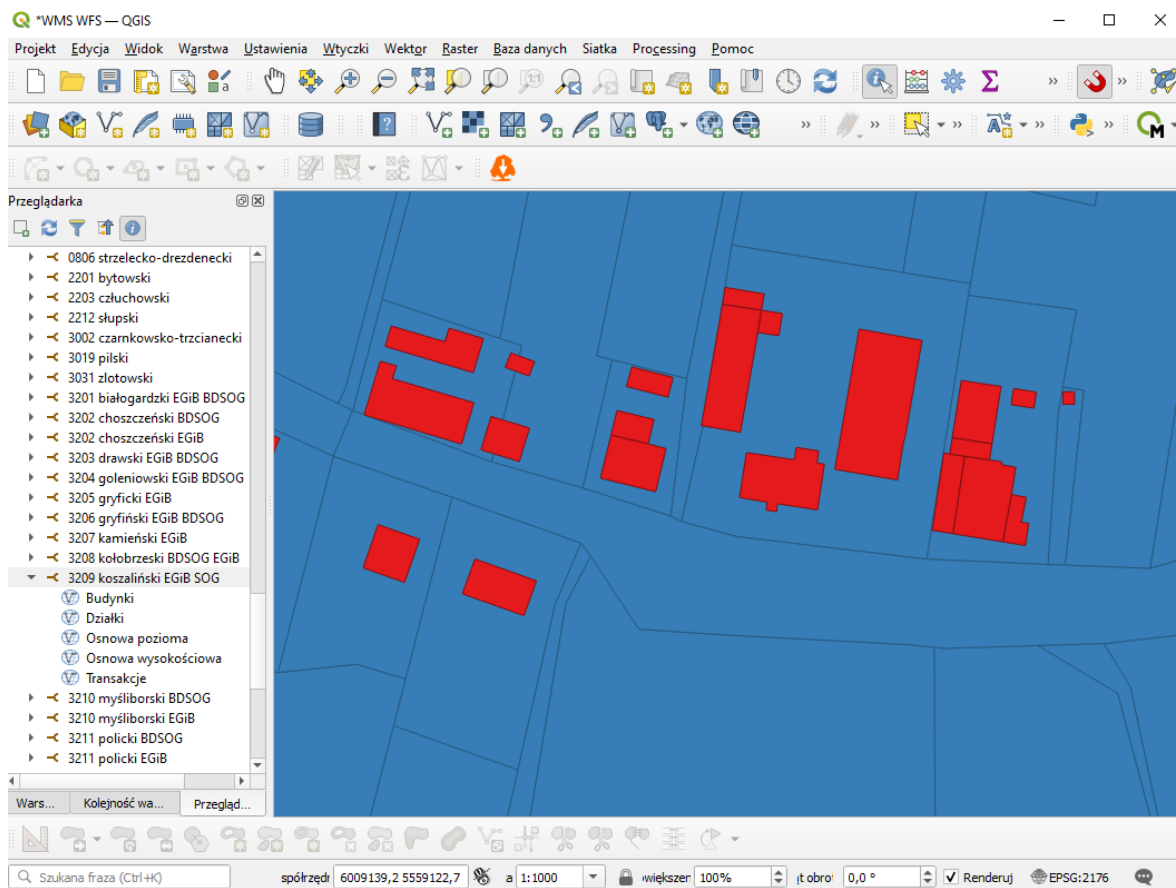 *WMS WFS — QGIS
Projekt Edycja Widok Warstwa Ustawienia Wtyczki Wektor Raster Baza danych Siatka Processing Pomoc
Przeglądarka
0806 strzelecko-drezdenecki
2201 bytowski
2203 człuchowski
2212 słupski
3002 czarnkowsko-trzcianecki
3019 pilski
3031 zlotowski
3201 białogardzki EGiB BDSOG
3202 choszczeński BDSOG
3202 choszczeński EGiB
3203 drawski EGiB BDSOG
3204 goleniowski EGiB BDSOG
3205 gryficki EGiB
3206 gryfiński EGiB BDSOG
3207 kamieński EGiB
3208 kołobrzeski BDSOG EGiB
3209 koszaliński EGiB SOG
Budynki
Działki
Osnowa pozioma
Osnowa wysokościowa
Transakcje
3210 myśliborski BDSOG
3210 myśliborski EGiB
3211 policki BDSOG
3211 policki EGiB
Wars... Kolejność wa... Przegląd...
Szukana fraza (Ctrl+K) spółrzędr 6009139,2 5559122,7 a 1:1000 większer 100% ıt obro 0,0 ° Renderuj EPSG:2176